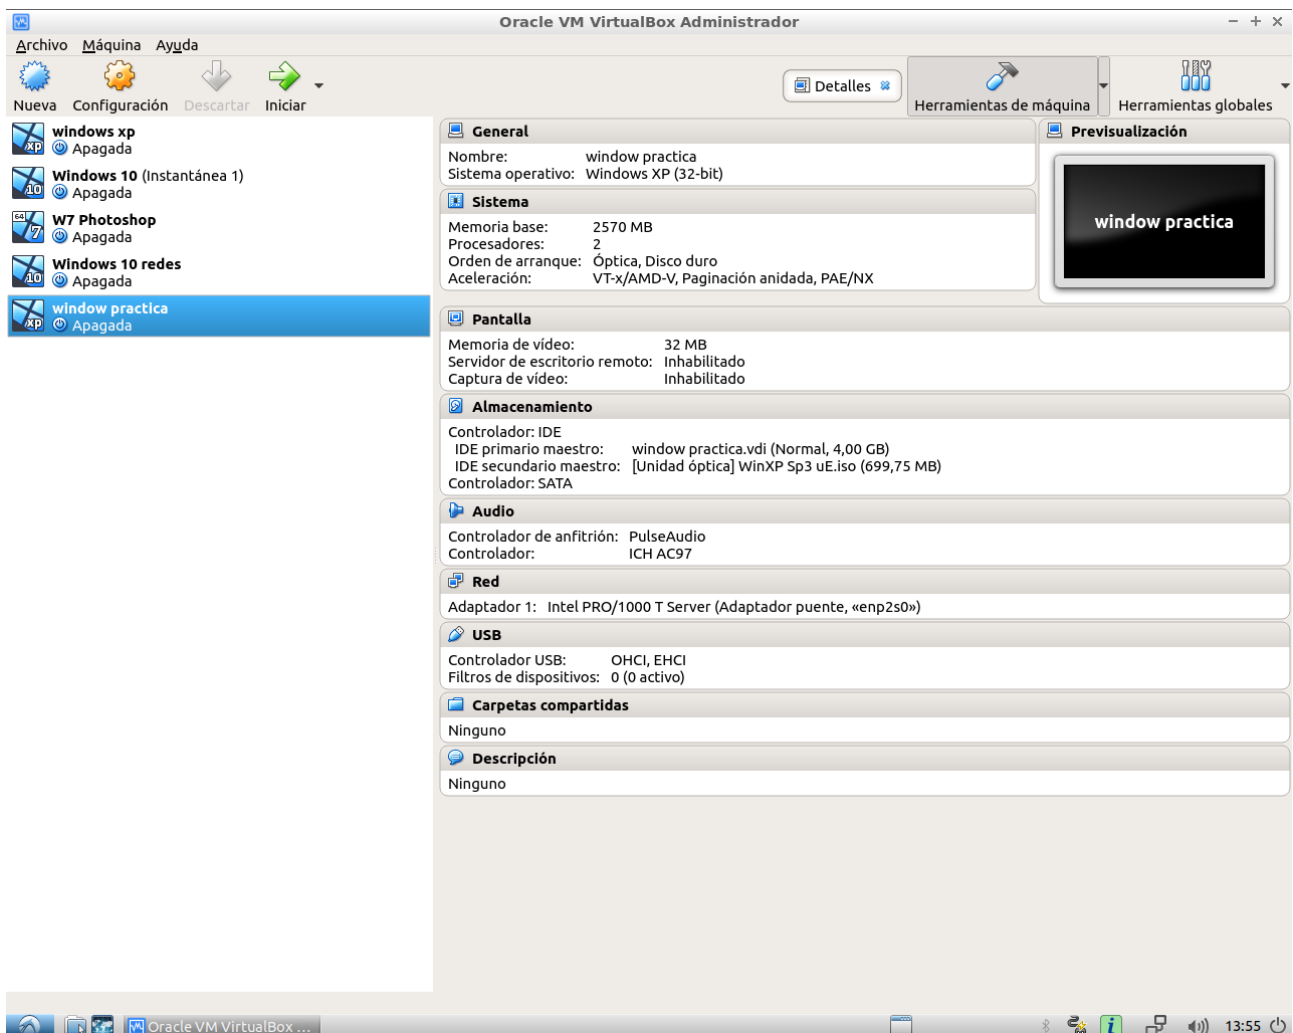 Oracle VM VirtualBox Administrador
Archivo Máquina Ayuda
Nueva Configuración Descartar Iniciar
Detalles
Herramientas de máquina
Herramientas globales
windows xp
Apagada
Windows 10 (Instantánea 1)
Apagada
W7 Photoshop
Apagada
Windows 10 redes
Apagada
window practica
Apagada
General
Nombre: window practica
Sistema operativo: Windows XP (32-bit)
Sistema
Memoria base: 2570 MB
Procesadores: 2
Orden de arranque: Óptica, Disco duro
Aceleración: VT-x/AMD-V, Paginación anidada, PAE/NX
Previsualización
window practica
Pantalla
Memoria de vídeo: 32 MB
Servidor de escritorio remoto: Inhabilitado
Captura de vídeo: Inhabilitado
Almacenamiento
Controlador: IDE
IDE primario maestro: window practica.vdi (Normal, 4,00 GB)
IDE secundario maestro: [Unidad óptica] WinXP Sp3 uE.iso (699,75 MB)
Controlador: SATA
Audio
Controlador de anfitrión: PulseAudio
Controlador: ICH AC97
Red
Adaptador 1: Intel PRO/1000 T Server (Adaptador puente, «enp2s0»)
USB
Controlador USB: OHCI, EHCI
Filtros de dispositivos: 0 (0 activo)
Carpetas compartidas
Ninguno
Descripción
Ninguno
Oracle VM VirtualBox ...
13:55